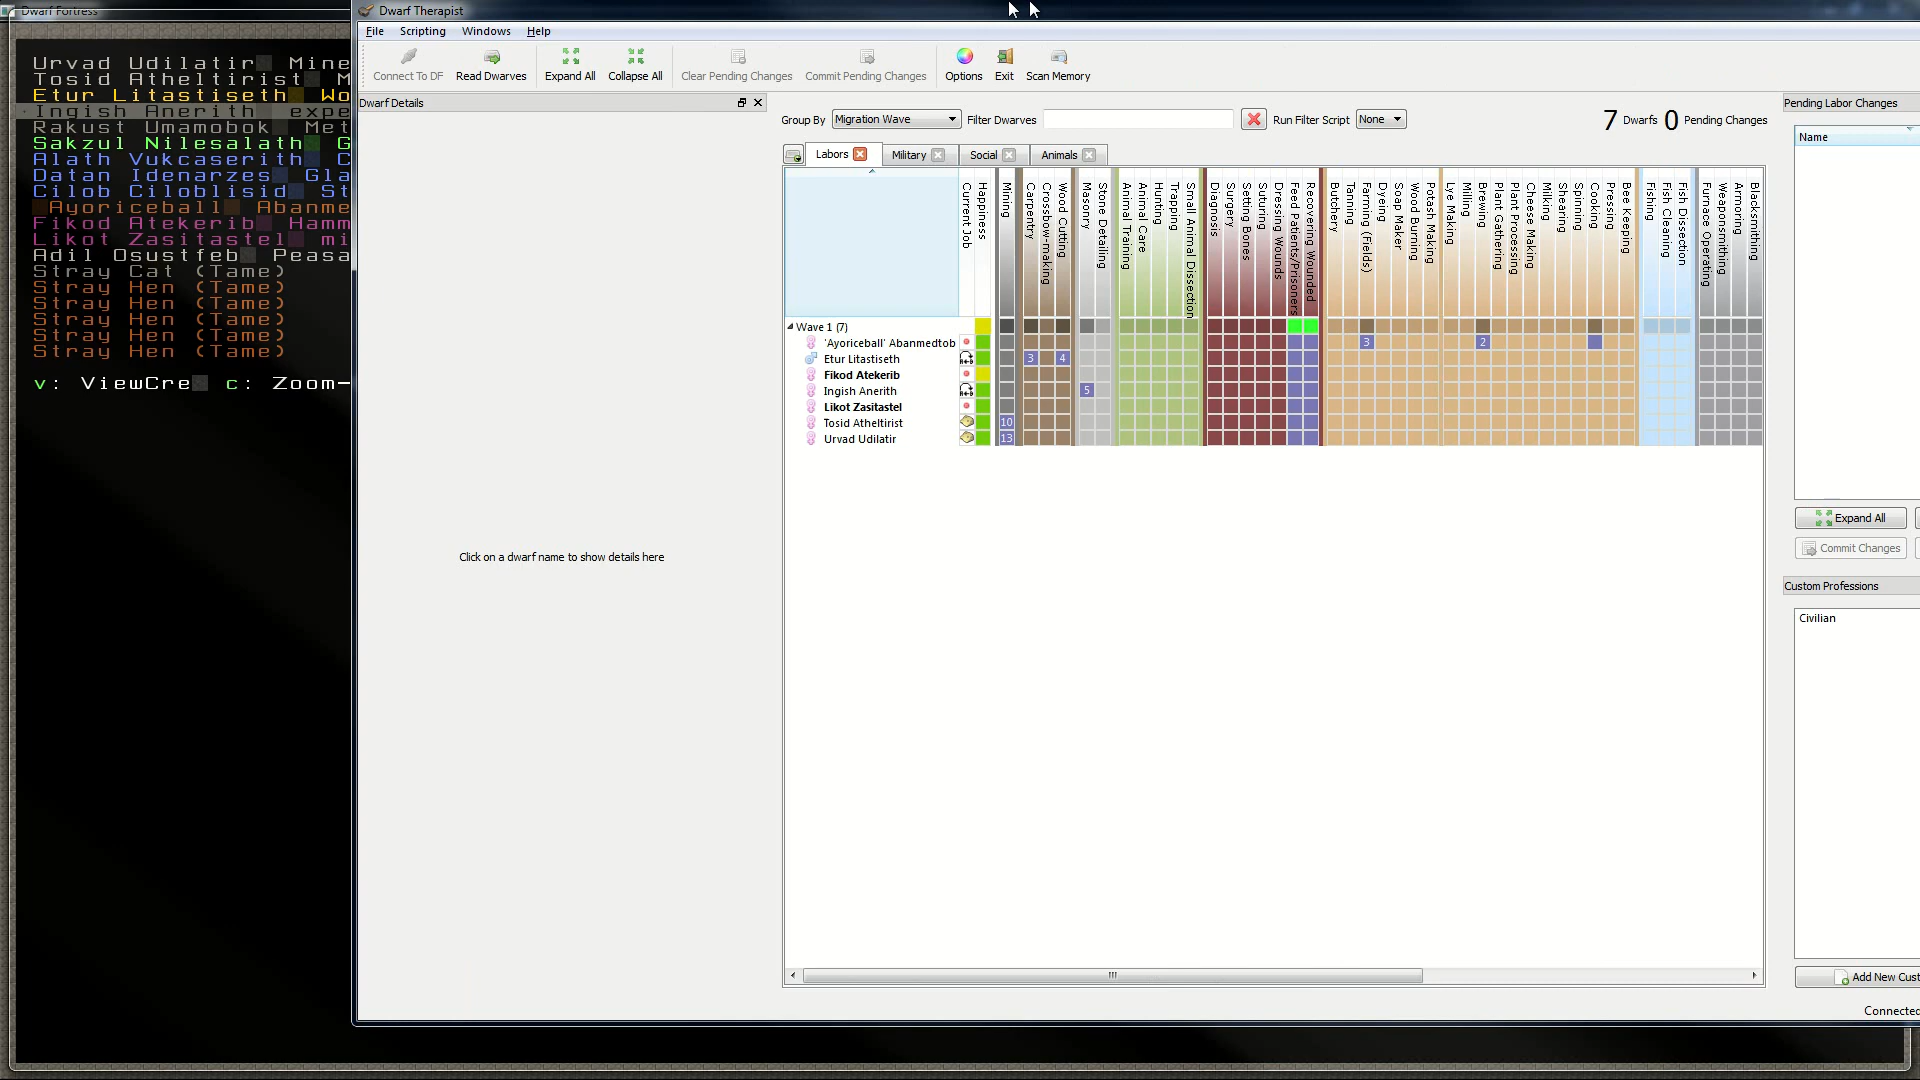 Dwarf Fortress
Urvad Udilatir Mine
Tosid Atheltirist M
Etur Litastiseth Wo
Ingish Anerith expe
Rakust Umamobok Met
Sakzul Nilesalath G
Alath Vukcaserith C
Datan Idenarzes Gla
Cilob Ciloblisid St
Ayoriceball Abanme
Fikod Atekerib Hamm
Likot Zasitastel mi
Adil Osustfeb Peasa
Stray Cat (Tame)
Stray Hen (Tame)
Stray Hen (Tame)
Stray Hen (Tame)
Stray Hen (Tame)
Stray Hen (Tame)
v: ViewCre c: Zoom-
Dwarf Therapist
File Scripting Windows Help
Connect To DF Read Dwarves Expand All Collapse All Clear Pending Changes Commit Pending Changes Options Exit Scan Memory
Dwarf Details
Click on a dwarf name to show details here
Group By Migration Wave Filter Dwarves Run Filter Script None 7 Dwarfs 0 Pending Changes
Labors Military Social Animals
Current Job
Happiness
Mining
Carpentry
Crossbow-making
Wood Cutting
Masonry
Stone Detailing
Animal Training
Animal Care
Hunting
Trapping
Small Animal Dissection
Diagnosis
Surgery
Setting Bones
Suturing
Dressing Wounds
Feed Patients/Prisoners
Recovering Wounded
Butchery
Tanning
Farming (Fields)
Dyeing
Soap Maker
Wood Burning
Potash Making
Lye Making
Milling
Brewing
Plant Gathering
Plant Processing
Cheese Making
Milking
Shearing
Spinning
Cooking
Pressing
Bee Keeping
Fishing
Fish Cleaning
Fish Dissection
Furnace Operating
Weaponsmithing
Armoring
Blacksmithing
Wave 1 (7)
'Ayoriceball' Abanmedtob 3 2
Etur Litastiseth 3 4
Fikod Atekerib
Ingish Anerith 5
Likot Zasitastel
Tosid Atheltirist 10
Urvad Udilatir 13
Pending Labor Changes
Name
Expand All
Commit Changes
Custom Professions
Civilian
Add New Cust
Connected